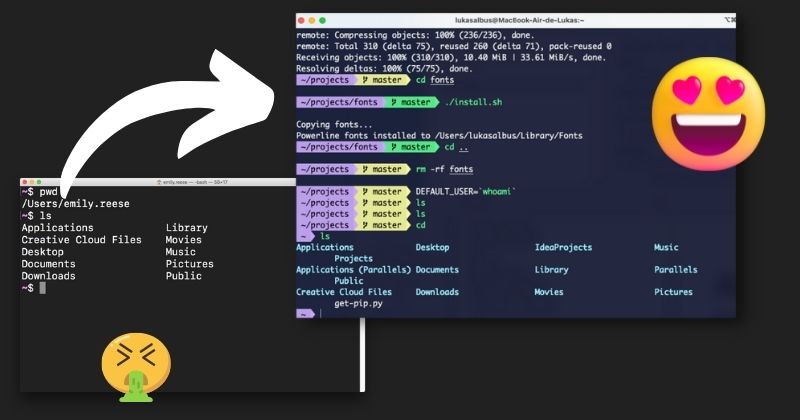 emily.reese — -bash — 50×17
~$ pwd
/Users/emily.reese
~$ ls
Applications Library
Creative Cloud Files Movies
Desktop Music
Documents Pictures
Downloads Public
~$
lukasalbus@MacBook-Air-de-Lukas:~ ⌥⌘
remote: Compressing objects: 100% (236/236), done.
remote: Total 310 (delta 75), reused 260 (delta 71), pack-reused 0
Receiving objects: 100% (310/310), 10.40 MiB | 33.61 MiB/s, done.
Resolving deltas: 100% (75/75), done.
~/projects master cd fonts
~/projects/fonts master ./install.sh
Copying fonts...
Powerline fonts installed to /Users/lukasalbus/Library/Fonts
~/projects/fonts master cd ..
~/projects master rm -rf fonts
~/projects master DEFAULT_USER=`whoami`
~/projects master ls
~/projects master ls
~/projects master cd
~ ls
Applications Desktop IdeaProjects Music
Projects
Applications (Parallels) Documents Library Parallels
Public
Creative Cloud Files Downloads Movies Pictures
get-pip.py
~